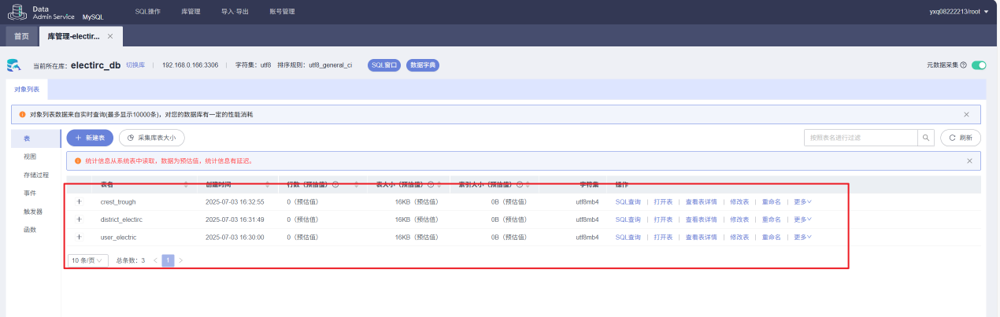 Data
Admin Service MySQL SQL操作 库管理 导入·导出 账号管理 yxq08222213/root
首页 库管理-electirc...
当前所在库: electirc_db 切换库 192.168.0.166:3306 字符集: utf8 排序规则: utf8_general_ci SQL窗口 数据字典 元数据采集
对象列表
对象列表数据来自实时查询(最多显示10000条)，对您的数据库有一定的性能消耗
表 + 新建表 采集库表大小 按照表名进行过滤 刷新
视图
统计信息从系统表中读取，数据为预估值，统计信息有延迟。
存储过程
事件
触发器
函数
表名 创建时间 行数（预估值） 表大小（预估值） 索引大小（预估值） 字符集 操作
+ crest_trough 2025-07-03 16:32:55 0（预估值） 16KB（预估值） 0B（预估值） utf8mb4 SQL查询 打开表 查看表详情 修改表 重命名 更多
+ district_electirc 2025-07-03 16:31:49 0（预估值） 16KB（预估值） 0B（预估值） utf8mb4 SQL查询 打开表 查看表详情 修改表 重命名 更多
+ user_electric 2025-07-03 16:30:00 0（预估值） 16KB（预估值） 0B（预估值） utf8mb4 SQL查询 打开表 查看表详情 修改表 重命名 更多
10 条/页 总条数: 3 < 1 >